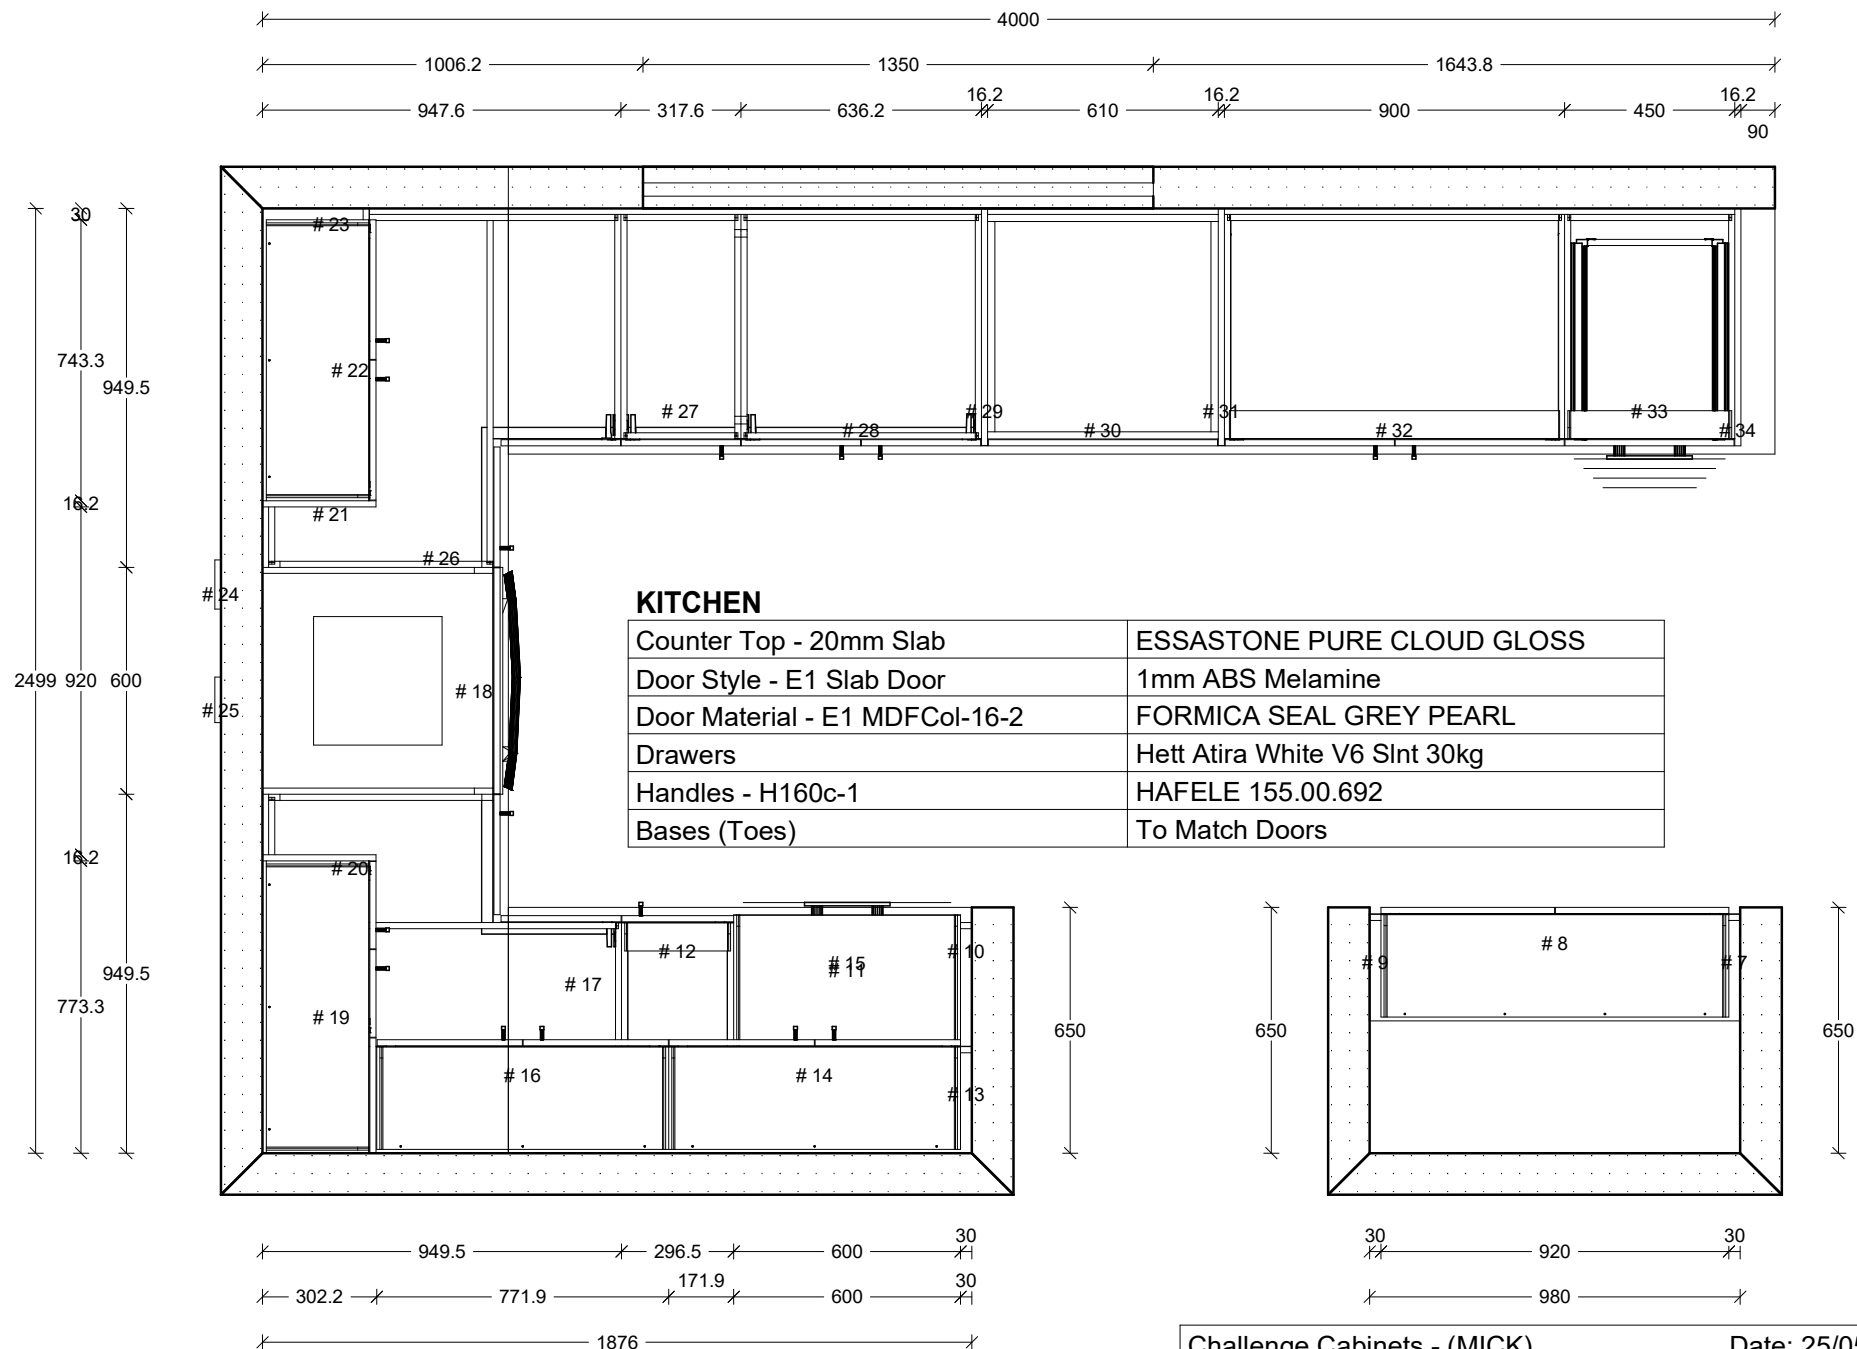 4000
1006.2 1350 1643.8
16.2 16.2 16.2
947.6 317.6 636.2 610 900 450
90
30
# 23
743.3
# 22
949.5
# 27 # 29 # 31 # 33
# 28 # 30 # 32 # 34
16.2
# 21
# 26
# 24
KITCHEN
Counter Top - 20mm Slab ESSASTONE PURE CLOUD GLOSS
Door Style - E1 Slab Door 1mm ABS Melamine
2499 920 600
# 18
# 25
Door Material - E1 MDFCol-16-2 FORMICA SEAL GREY PEARL
Drawers Hett Atira White V6 Slnt 30kg
Handles - H160c-1 HAFELE 155.00.692
Bases (Toes) To Match Doors
16.2
# 20
# 12 # 10 # 8
# 15
# 11
# 9 # 7
949.5
# 17
773.3
# 19
650 650 650
# 16 # 14
# 13
30 30 30
949.5 296.5 600 920
171.9 30
302.2 771.9 600 980
1876
Challenge Cabinets - (MICK) Date: 25/05